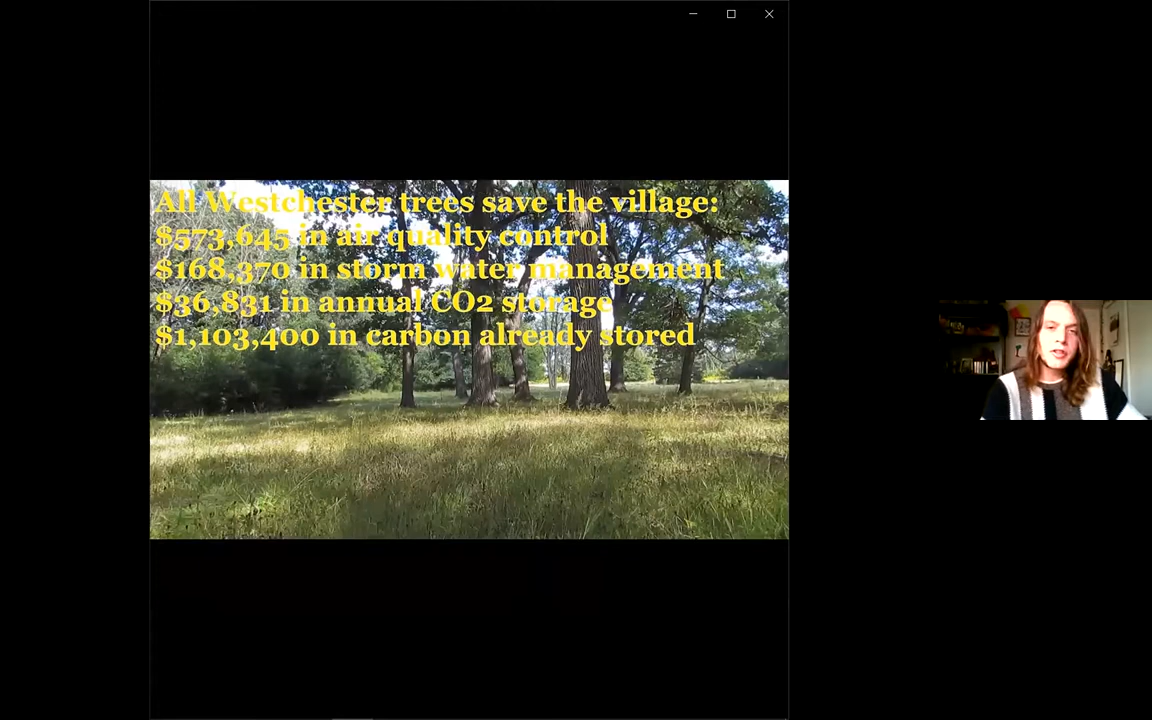 All Westchester trees save the village:
$573,645 in air quality control
$168,370 in storm water management
$36,831 in annual CO2 storage
$1,103,400 in carbon already stored